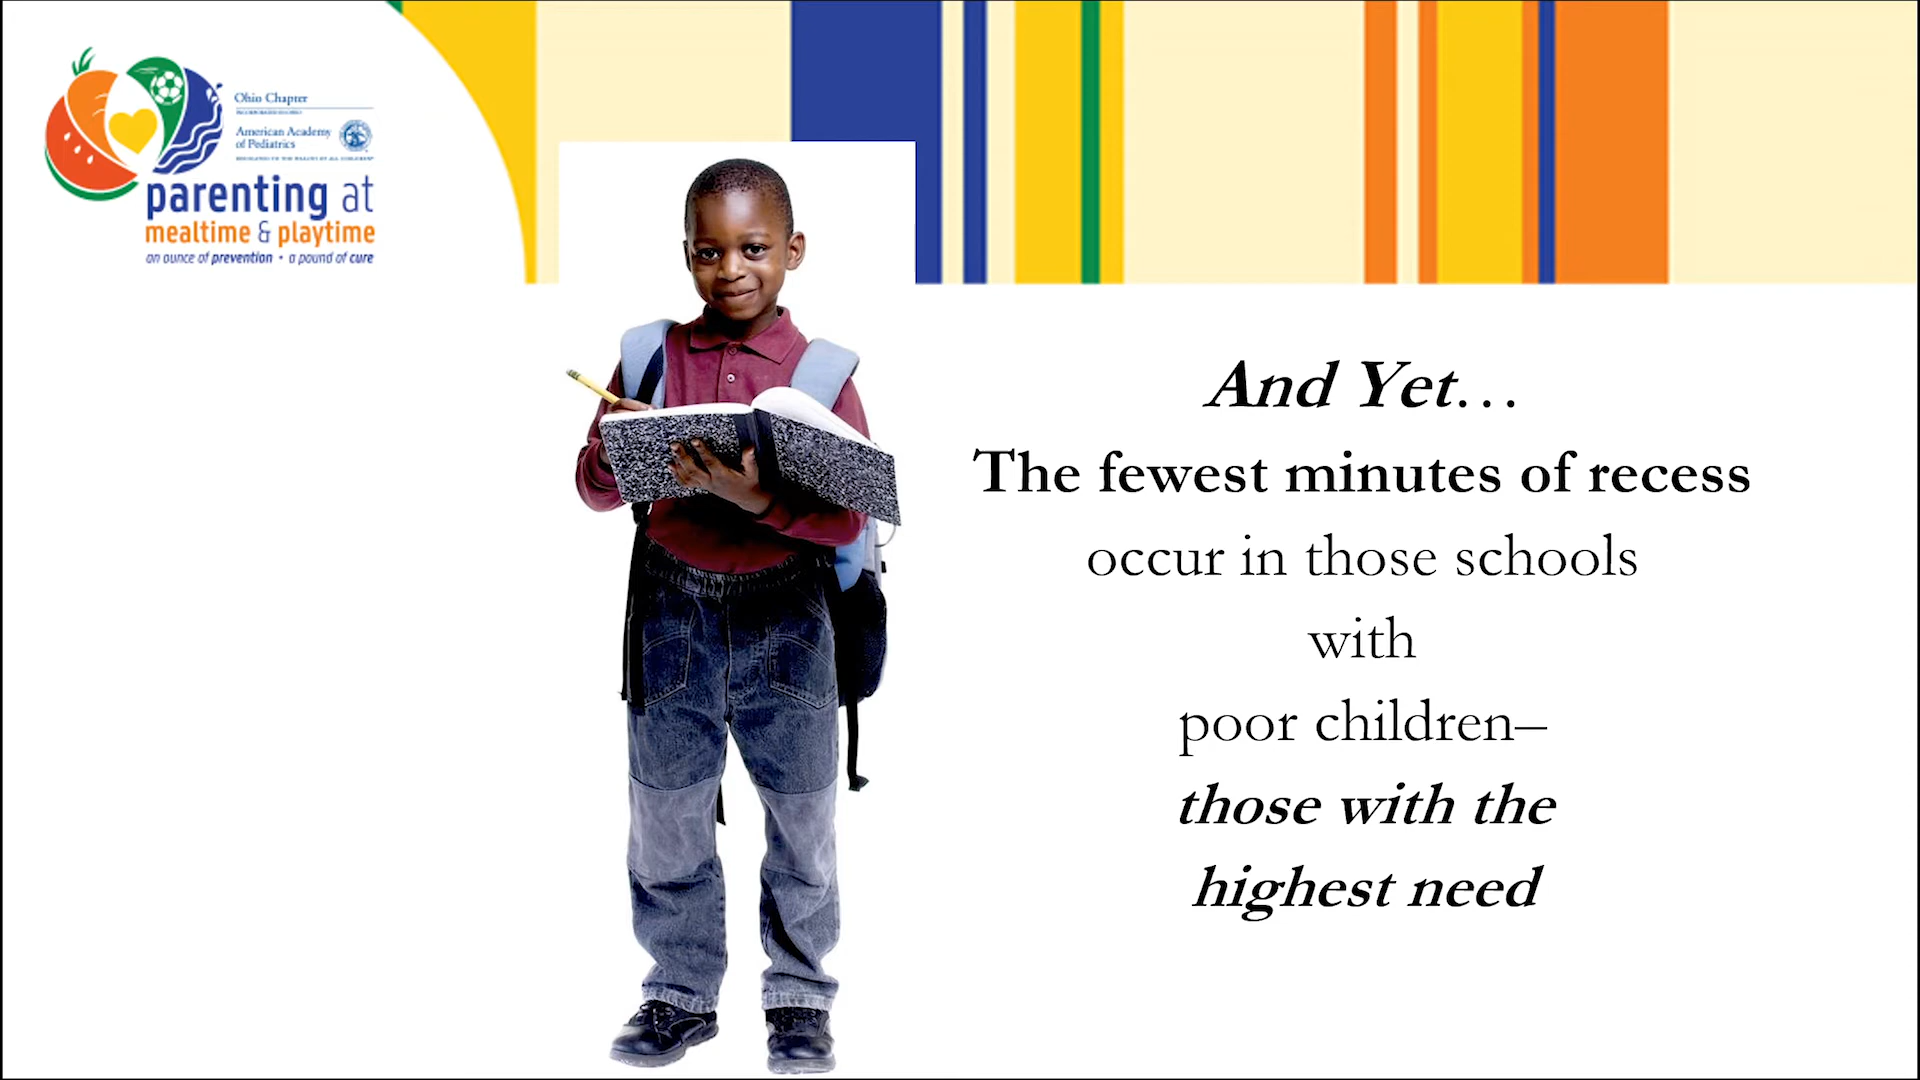 Ohio Chapter
American Academy
of Pediatrics
parenting at
mealtime & playtime
an ounce of prevention • a pound of cure
And Yet…
The fewest minutes of recess
occur in those schools
with
poor children–
those with the
highest need